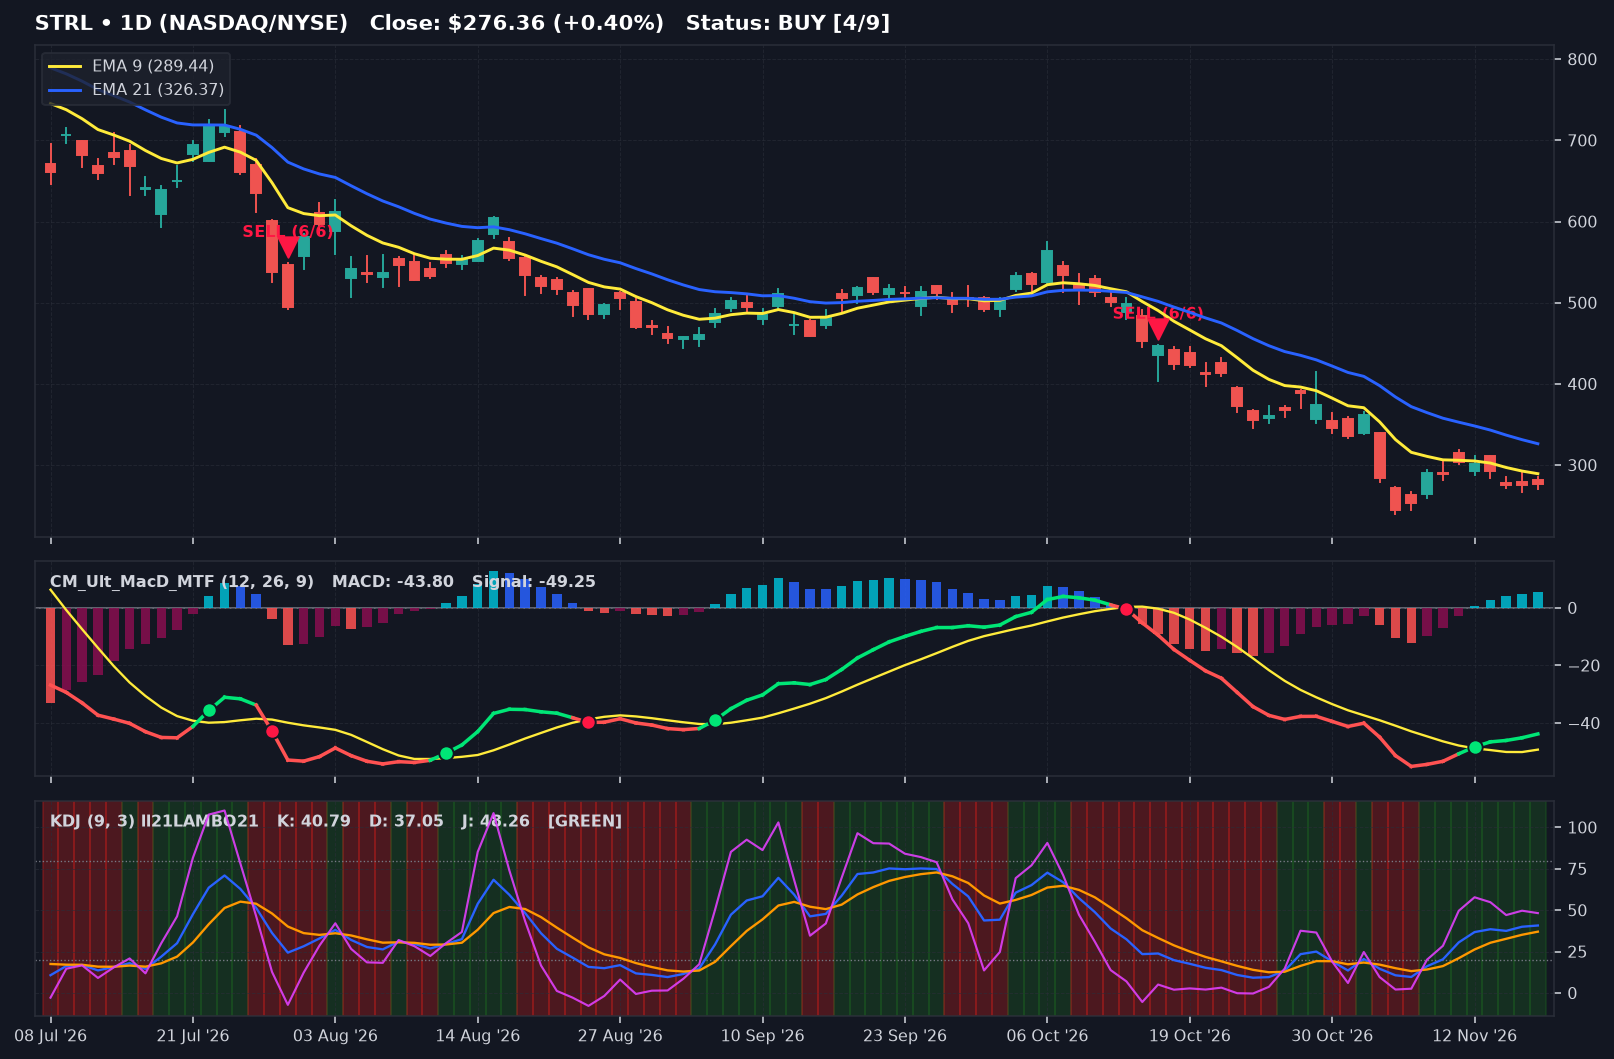 STRL • 1D (NASDAQ/NYSE)   Close: $276.36 (+0.40%)   Status: BUY [4/9]
EMA 9 (289.44)
EMA 21 (326.37)
800
700
600
500
400
300
SELL (6/6)
SELL (6/6)
CM_Ult_MacD_MTF (12, 26, 9)   MACD: -43.80   Signal: -49.25
0
−20
−40
KDJ (9, 3) II21LAMBO21   K: 40.79   D: 37.05   J: 48.26   [GREEN]
100
75
50
25
0
08 Jul '26
21 Jul '26
03 Aug '26
14 Aug '26
27 Aug '26
10 Sep '26
23 Sep '26
06 Oct '26
19 Oct '26
30 Oct '26
12 Nov '26